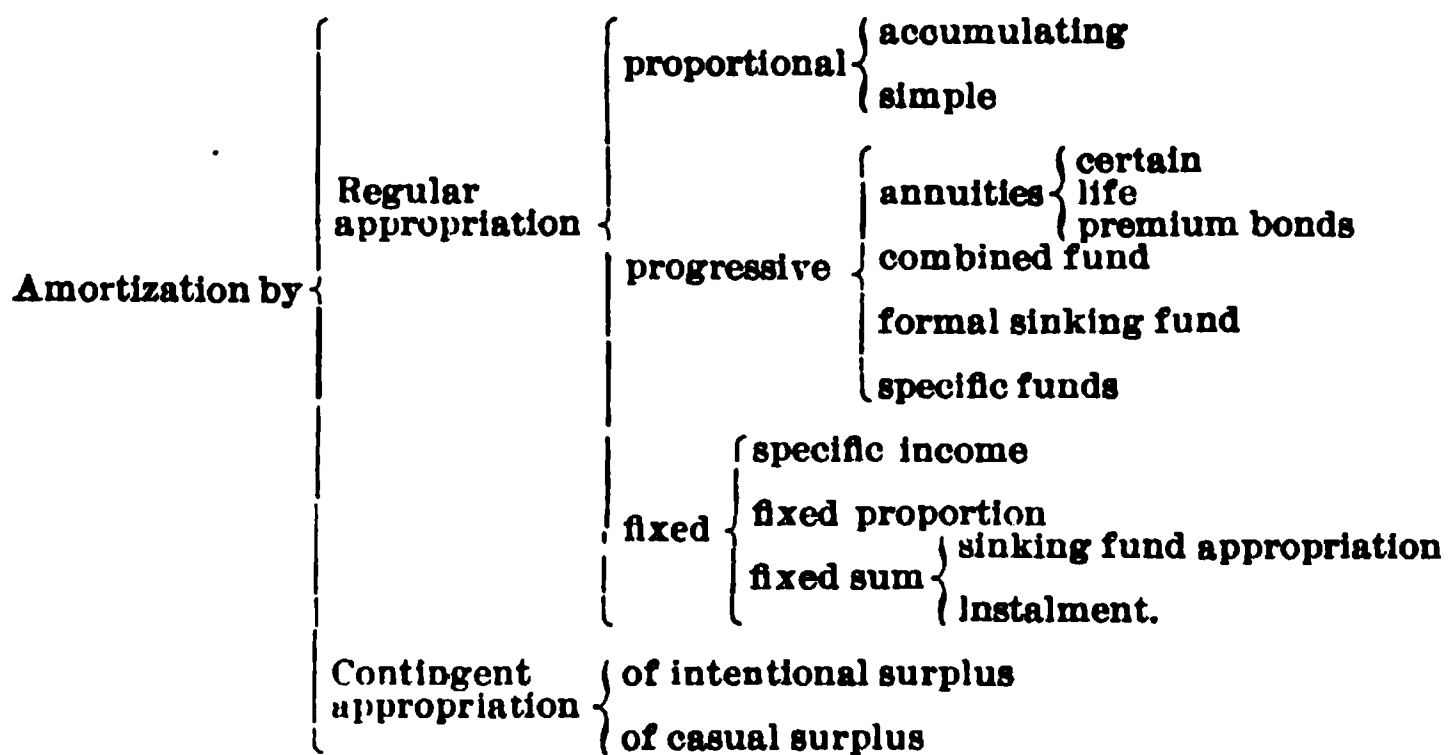 Amortization by
Regular
appropriation
proportional
accumulating
simple
progressive
annuities
certain
life
premium bonds
combined fund
formal sinking fund
specific funds
fixed
specific income
fixed proportion
fixed sum
sinking fund appropriation
Instalment.
Contingent
appropriation
of intentional surplus
of casual surplus